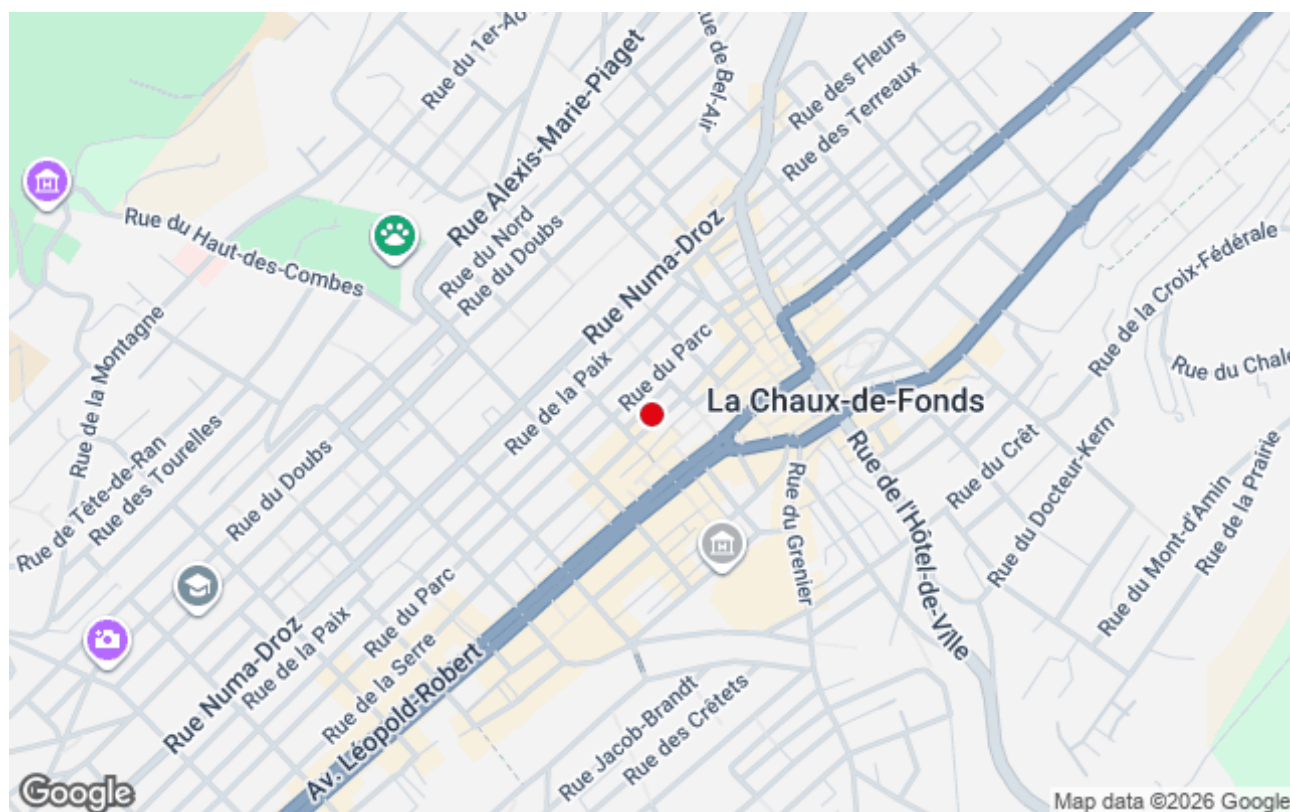 Rue du 1er-Ao
Rue Alexis-Marie-Piaget
Rue de Bel-Air
Rue des Fleurs
Rue des Terreaux
Rue du Haut-des-Combes
Rue du Nord
Rue du Doubs
Rue Numa-Droz
Rue de la Croix-Fédérale
Rue du Chale
Rue de la Montagne
Rue de la Paix
Rue du Parc
La Chaux-de-Fonds
Rue de Tête-de-Ran
Rue des Tourelles
Rue du Doubs
Rue du Grenier
Rue de l'Hôtel-de-Ville
Rue du Crêt
Rue du Docteur-Kern
Rue du Mont-d'Amin
Rue de la Prairie
Rue Numa-Droz
Rue de la Paix
Rue du Parc
Rue de la Serre
Av. Léopold-Robert
Rue Jacob-Brandt
Rue des Crêtets
Google
Map data ©2026 Google